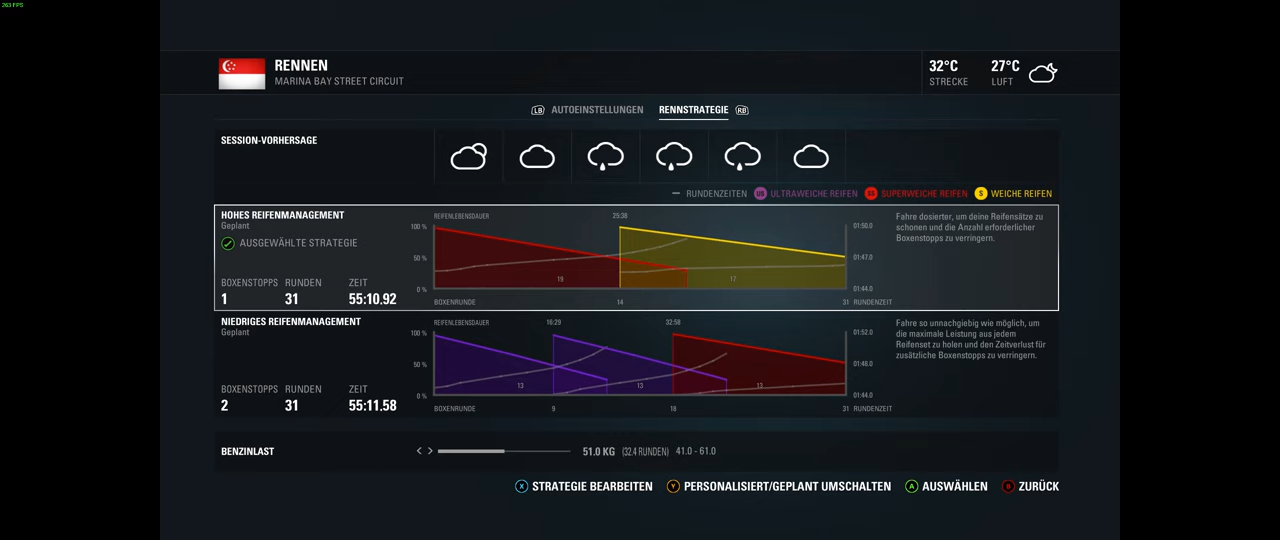 263 FPS
RENNEN
MARINA BAY STREET CIRCUIT
32°C
STRECKE
27°C
LUFT
LB AUTOEINSTELLUNGEN RENNSTRATEGIE RB
SESSION-VORHERSAGE
RUNDENZEITEN US ULTRAWEICHE REIFEN SS SUPERWEICHE REIFEN S WEICHE REIFEN
HOHES REIFENMANAGEMENT
Geplant
AUSGEWÄHLTE STRATEGIE
BOXENSTOPPS RUNDEN ZEIT
1 31 55:10.92
REIFENLEBENSDAUER 25:38
100 % 01:50.0
50 % 01:47.0
19 17
0 % 01:44.0
BOXENRUNDE 14 31 RUNDENZEIT
Fahre dosierter, um deine Reifensätze zu
schonen und die Anzahl erforderlicher
Boxenstopps zu verringern.
NIEDRIGES REIFENMANAGEMENT
Geplant
BOXENSTOPPS RUNDEN ZEIT
2 31 55:11.58
REIFENLEBENSDAUER 16:29 32:58
100 % 01:52.0
50 % 01:48.0
13 13 13
0 % 01:44.0
BOXENRUNDE 9 18 31 RUNDENZEIT
Fahre so unnachgiebig wie möglich, um
die maximale Leistung aus jedem
Reifenset zu holen und den Zeitverlust für
zusätzliche Boxenstopps zu verringern.
BENZINLAST 51.0 KG (32.4 RUNDEN) 41.0 - 61.0
X STRATEGIE BEARBEITEN Y PERSONALISIERT/GEPLANT UMSCHALTEN A AUSWÄHLEN B ZURÜCK